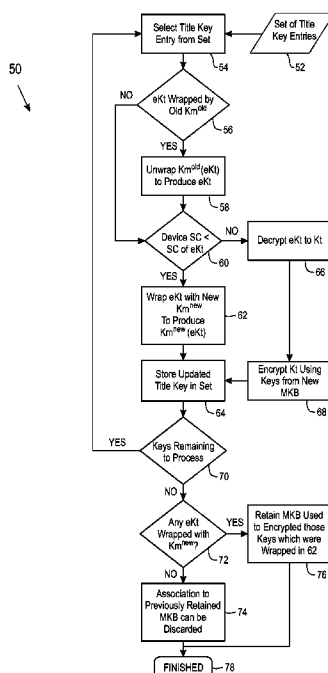 50
Select Title Key
Entry from Set
54
Set of Title
Key Entries
52
NO
eKt Wrapped by
Old Km^old
56
YES
Unwrap Km^old(eKt)
to Produce eKt
58
Device SC <
SC of eKt
60
NO
Decrypt eKt to Kt
66
YES
Wrap eKt with New
Km^new
To Produce
Km^new{eKt}
62
Store Updated
Title Key in Set
64
Encrypt Kt Using
Keys from New
MKB
68
YES
Keys Remaining
to Process
70
NO
Any eKt
Wrapped with
Km^new?
72
YES
Retain MKB Used
to Encrypted those
Keys which were
Wrapped in 62
76
NO
Association to
Previously Retained
MKB can be
Discarded
74
FINISHED
78